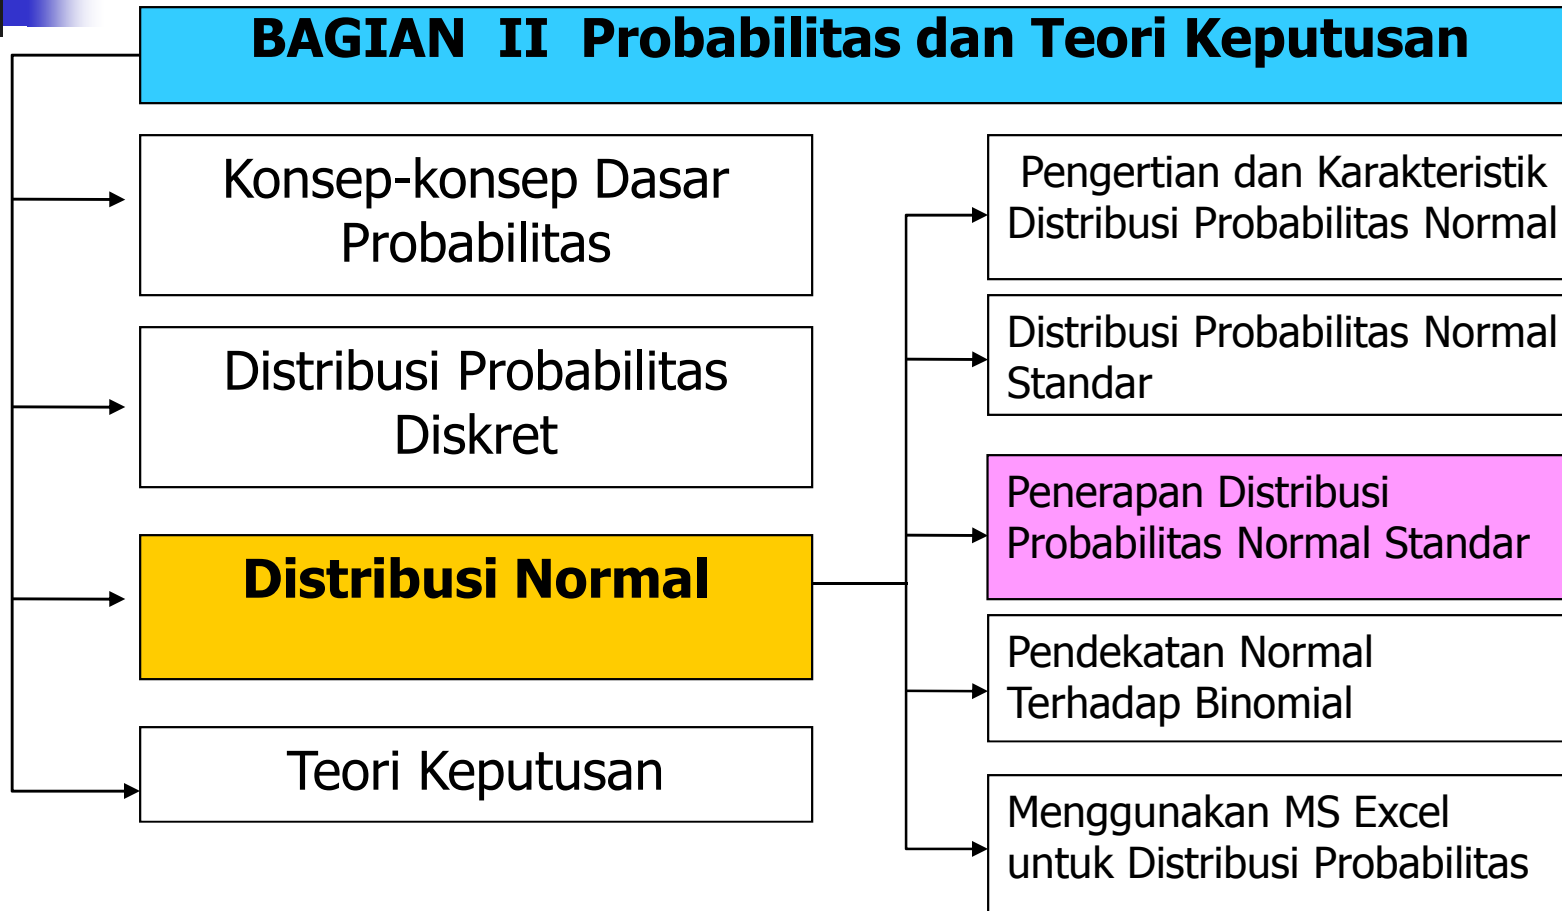 BAGIAN II Probabilitas dan Teori Keputusan
Konsep-konsep Dasar
Probabilitas
Distribusi Probabilitas
Diskret
Distribusi Normal
Teori Keputusan
Pengertian dan Karakteristik
Distribusi Probabilitas Normal
Distribusi Probabilitas Normal
Standar
Penerapan Distribusi
Probabilitas Normal Standar
Pendekatan Normal
Terhadap Binomial
Menggunakan MS Excel
untuk Distribusi Probabilitas